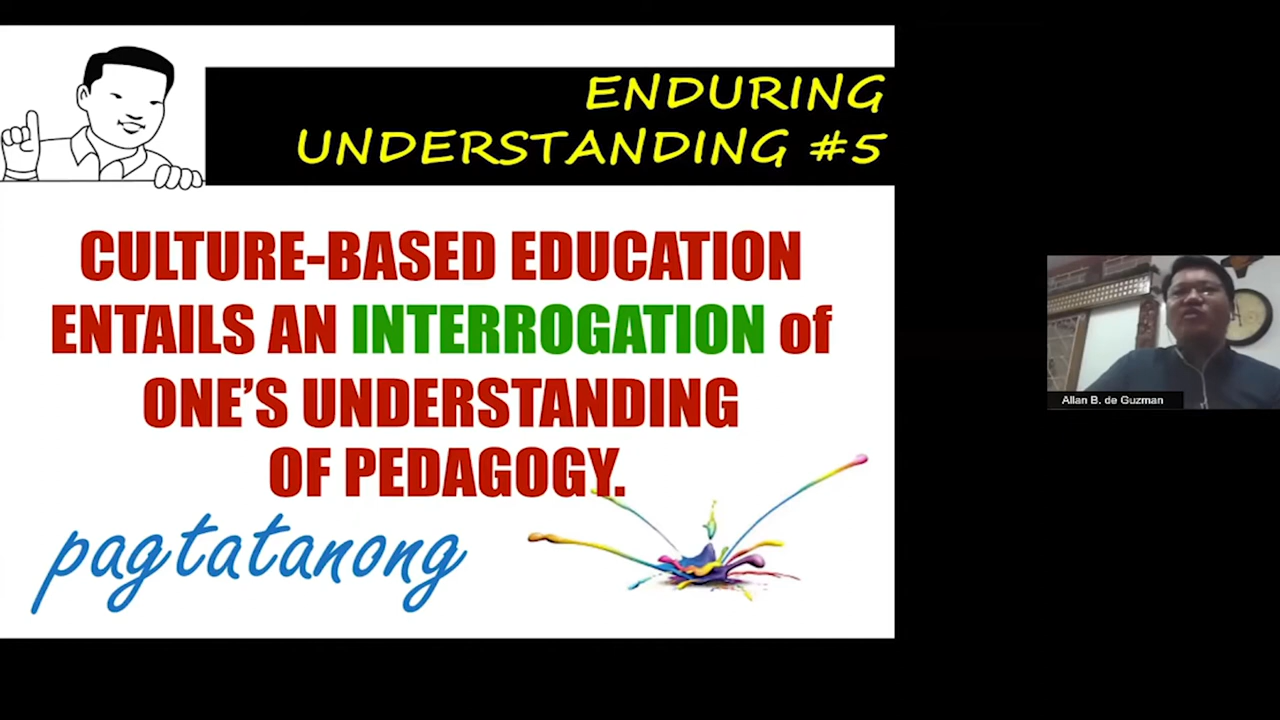 ENDURING
UNDERSTANDING #5
CULTURE-BASED EDUCATION
ENTAILS AN INTERROGATION of
ONE'S UNDERSTANDING
OF PEDAGOGY.
pagtatanong
Allan B. de Guzman